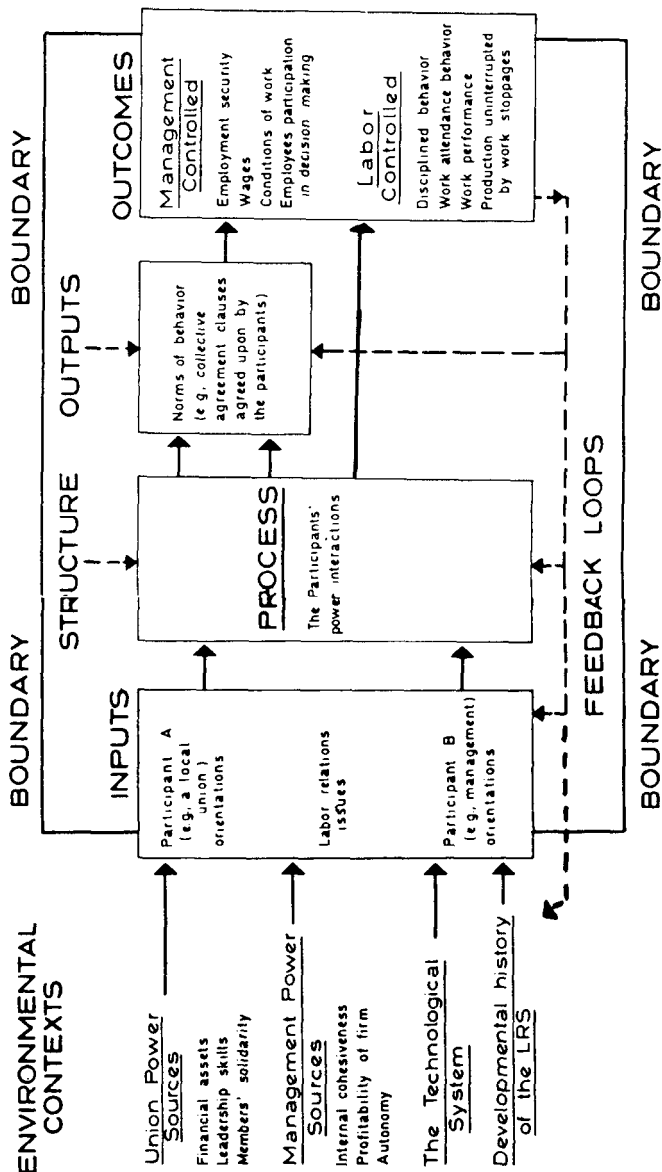 ENVIRONMENTAL
CONTEXTS
Union Power
Sources
Financial assets
Leadership skills
Members' solidarity
Management Power
Sources
Internal cohesiveness
Profitability of firm
Autonomy
The Technological
System
Developmental history
of the LRS
BOUNDARY
BOUNDARY
INPUTS
Participant A
(e.g, a local
union)
orientations
Labor relations
issues
Participant B
(e.g, management)
orientations
STRUCTURE
PROCESS
The Participants'
power interactions
OUTPUTS
Norms of behavior
(e g, collective
agreement clauses
agreed upon by
the participants)
OUTCOMES
Management
Controlled
Employment security
Wages
Conditions of work
Employees participation
in decision making
Labor
Controlled
Disciplined behavior
Work attendance behavior
Work performance
Production uninterrupted
by work stoppages
FEEDBACK LOOPS
BOUNDARY
BOUNDARY